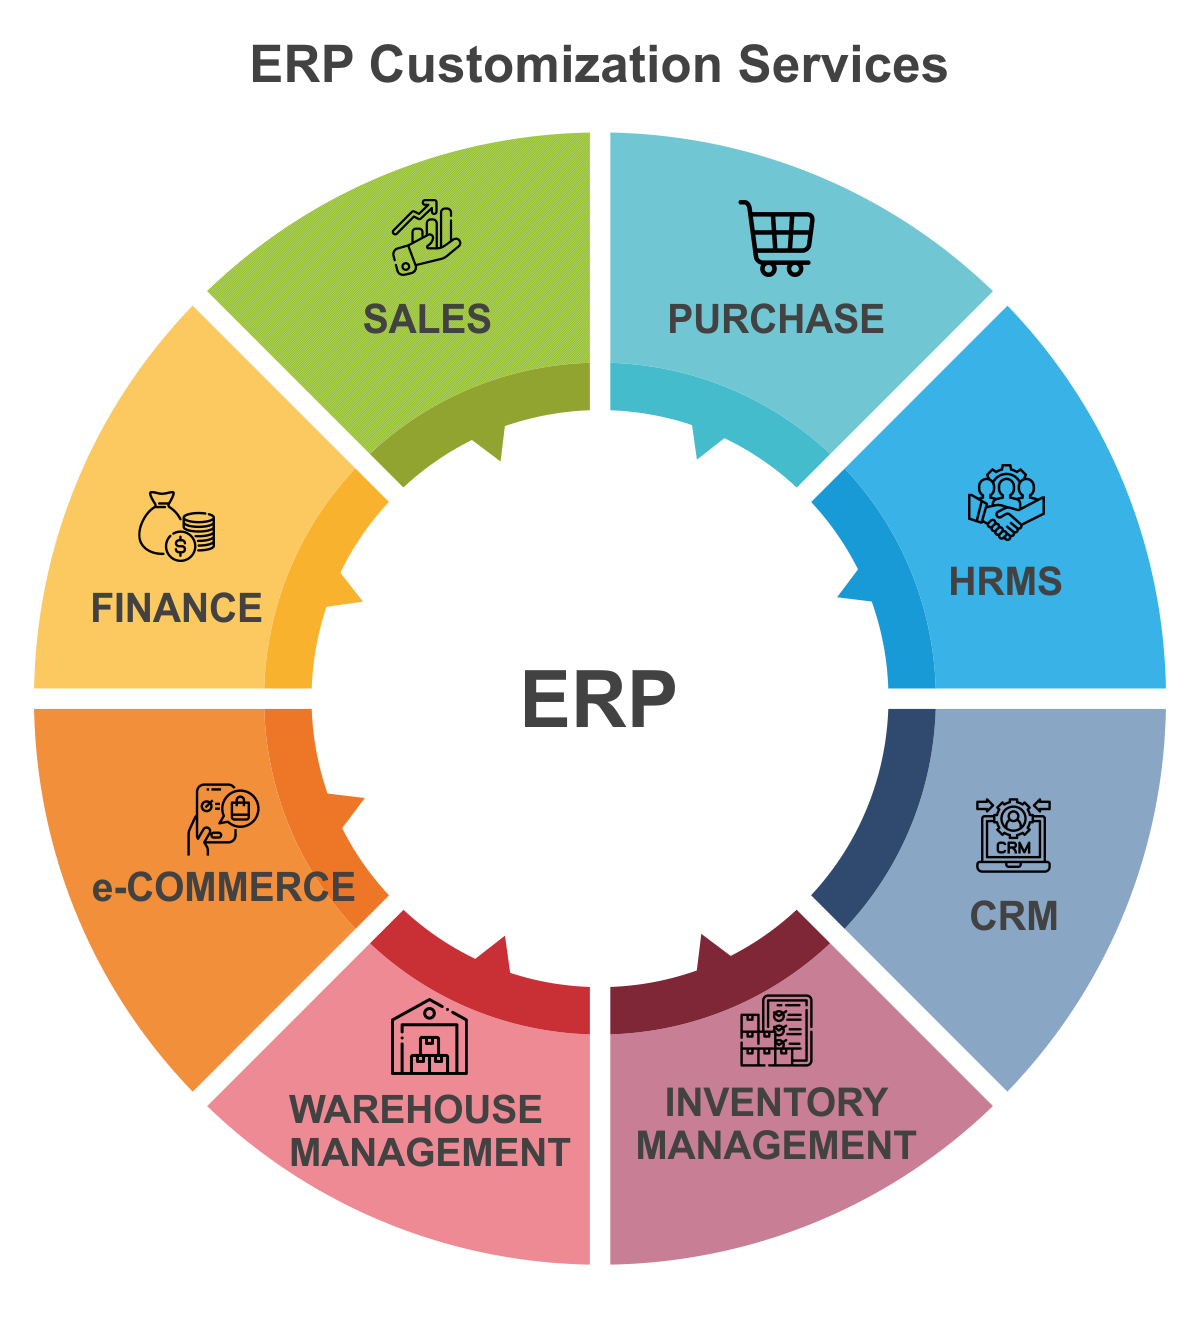 ERP Customization Services
SALES
PURCHASE
HRMS
CRM
CRM
INVENTORY
MANAGEMENT
WAREHOUSE
MANAGEMENT
e-COMMERCE
FINANCE
$
ERP